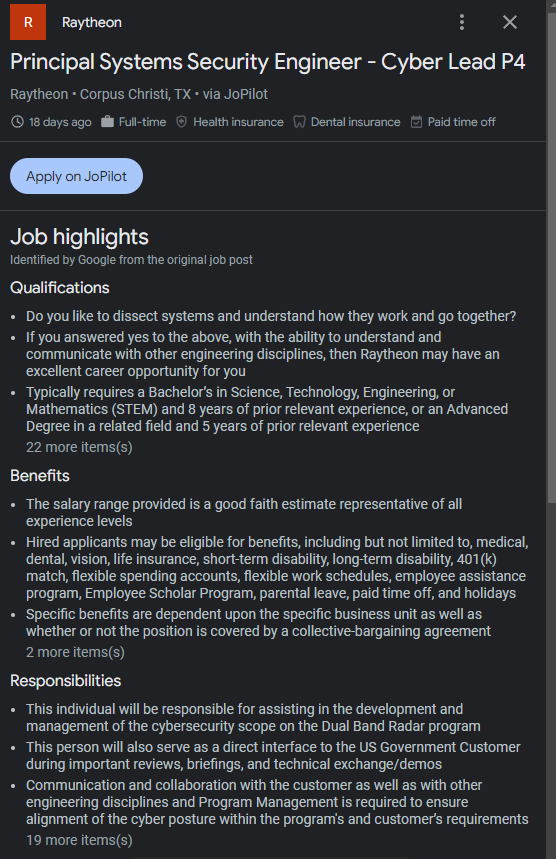 R Raytheon
Principal Systems Security Engineer - Cyber Lead P4
Raytheon • Corpus Christi, TX • via JoPilot
18 days ago Full-time Health insurance Dental insurance Paid time off
Apply on JoPilot
Job highlights
Identified by Google from the original job post
Qualifications
• Do you like to dissect systems and understand how they work and go together?
• If you answered yes to the above, with the ability to understand and
communicate with other engineering disciplines, then Raytheon may have an
excellent career opportunity for you
• Typically requires a Bachelor's in Science, Technology, Engineering, or
Mathematics (STEM) and 8 years of prior relevant experience, or an Advanced
Degree in a related field and 5 years of prior relevant experience
22 more items(s)
Benefits
• The salary range provided is a good faith estimate representative of all
experience levels
• Hired applicants may be eligible for benefits, including but not limited to, medical,
dental, vision, life insurance, short-term disability, long-term disability, 401(k)
match, flexible spending accounts, flexible work schedules, employee assistance
program, Employee Scholar Program, parental leave, paid time off, and holidays
• Specific benefits are dependent upon the specific business unit as well as
whether or not the position is covered by a collective-bargaining agreement
2 more items(s)
Responsibilities
• This individual will be responsible for assisting in the development and
management of the cybersecurity scope on the Dual Band Radar program
• This person will also serve as a direct interface to the US Government Customer
during important reviews, briefings, and technical exchange/demos
• Communication and collaboration with the customer as well as with other
engineering disciplines and Program Management is required to ensure
alignment of the cyber posture within the program's and customer's requirements
19 more items(s)